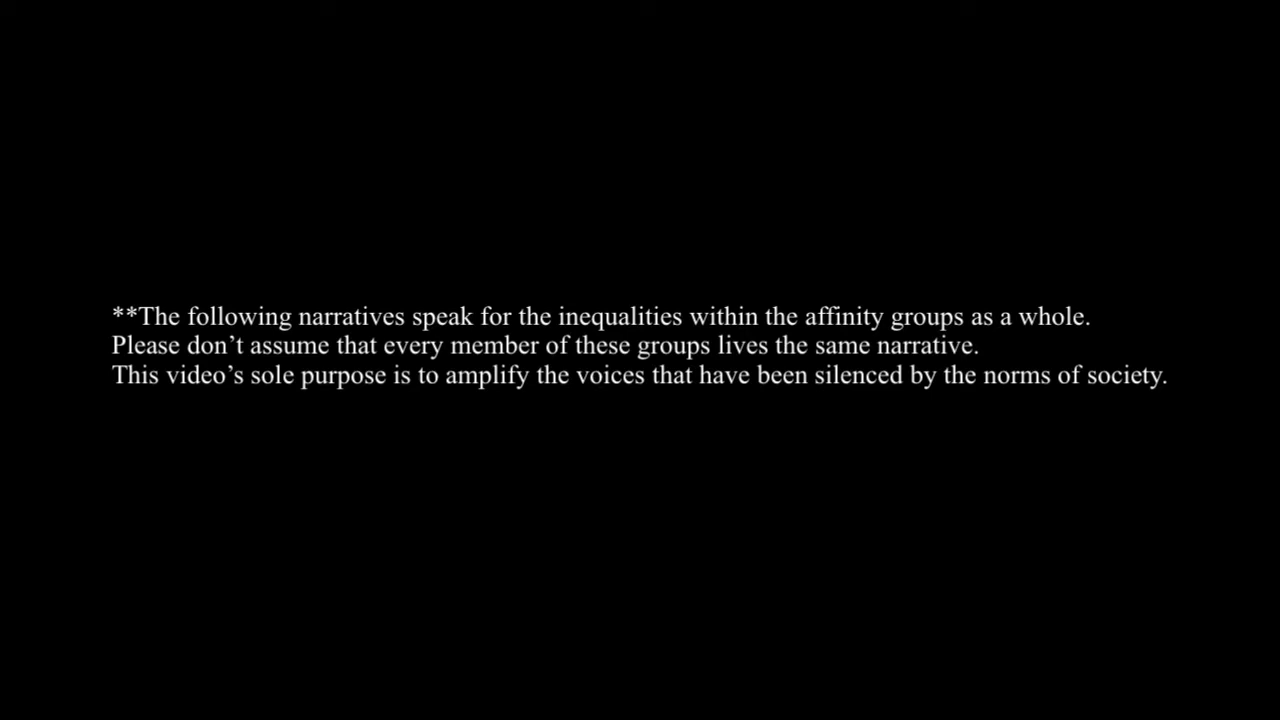 **The following narratives speak for the inequalities within the affinity groups as a whole.
Please don’t assume that every member of these groups lives the same narrative.
This video’s sole purpose is to amplify the voices that have been silenced by the norms of society.